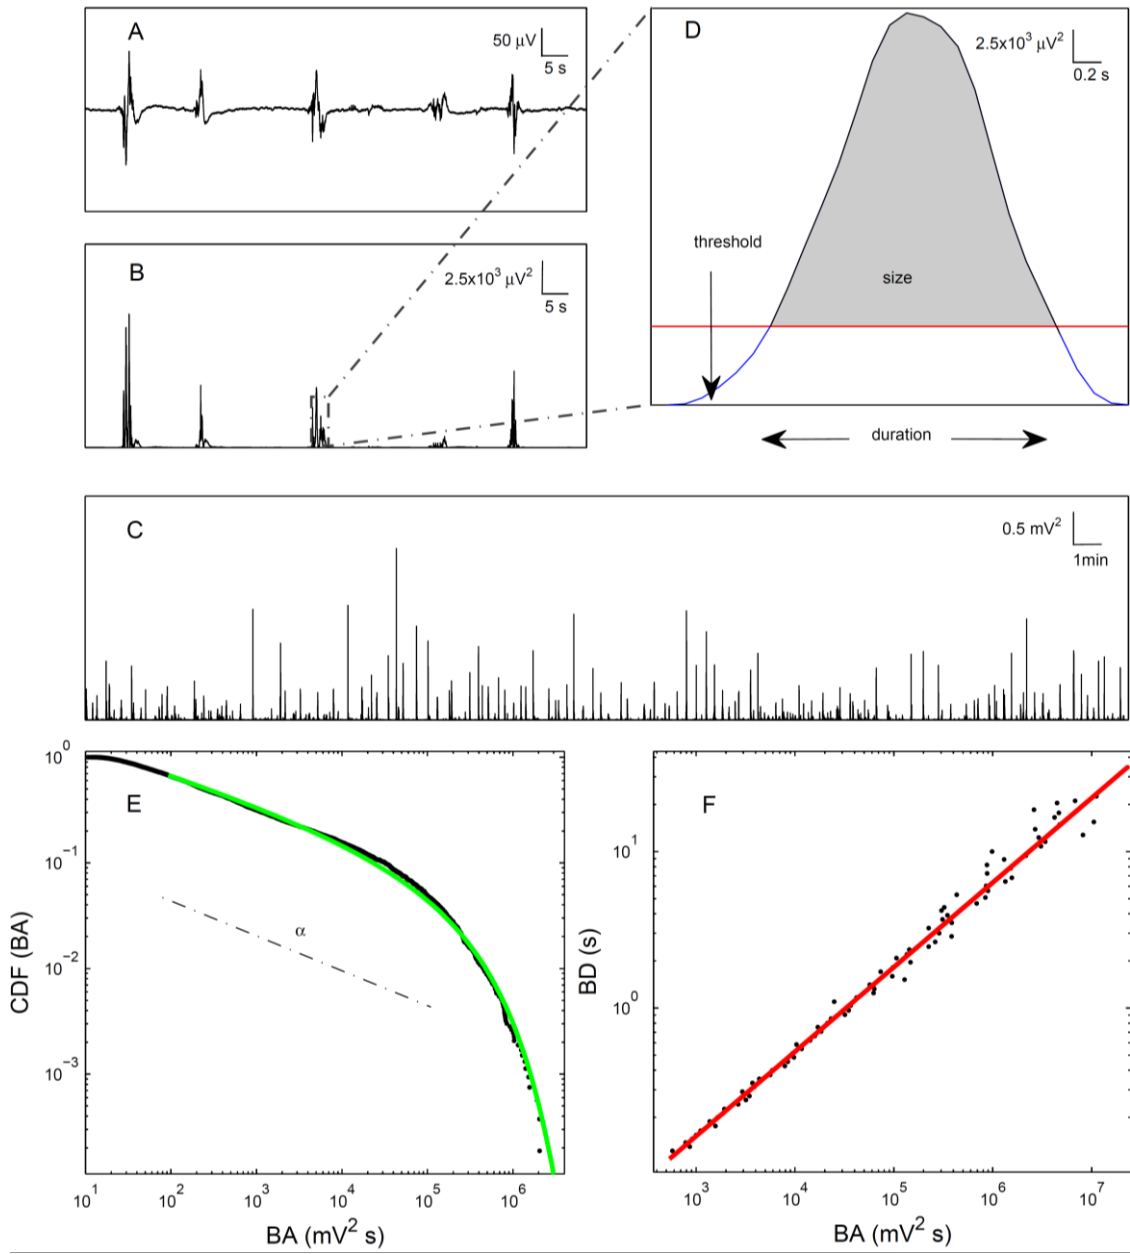 A
50 μV
5 s
B
2.5x10³ μV²
5 s
D
2.5x10³ μV²
0.2 s
threshold
size
duration
C
0.5 mV²
1min
E
α
10⁰
10⁻¹
10⁻²
10⁻³
CDF (BA)
10¹ 10² 10³ 10⁴ 10⁵ 10⁶
BA (mV² s)
F
10¹
10⁰
BD (s)
10³ 10⁴ 10⁵ 10⁶ 10⁷
BA (mV² s)